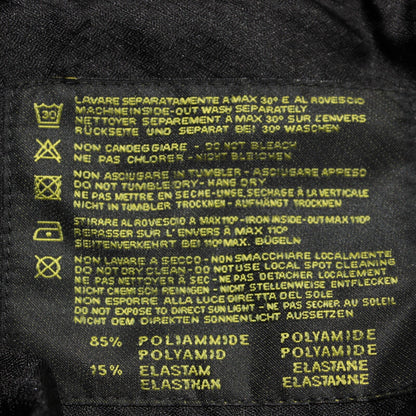 30
LAVARE SEPARATAMENTE A MAX 30° E AL ROVESCIO
MACHINE INSIDE-OUT WASH SEPARATELY
NETTOYER SEPAREMENT A MAX 30° SUR L'ENVERS
RÜCKSEITE UND SEPARAT BEI 30° WASCHEN
NON CANDEGGIARE - DO NOT BLEACH
NE PAS CHLORER - NICHT BLEICHEN
NON ASCIUGARE IN TUMBLER - ASCIUGARE APPESO
DO NOT TUMBLE DRY - HANG DRY
NE PAS METTRE EN SECHE-LINGE, SECHAGE A LA VERTICALE
NICHT IN TUMBLER TROCKNEN - AUFHÄNGT TROCKNEN
STIRARE AL ROVESCIO A MAX 110° - IRON INSIDE-OUT MAX 110°
REPASSER SUR L'ENVERS À MAX 110°
SEITENVERKEHRT BEI 110° MAX. BÜGELN
NON LAVARE A SECCO - NON SMACCHIARE LOCALMENTE
DO NOT DRY CLEAN - DO NOT USE LOCAL SPOT CLEANING
NE PAS NETTOYER A SEC - NE PAS DETACHER LOCALEMENT
NICHT CHEMISCH REINIGEN - NICHT STELLENWEISE ENTFLECKEN
NON ESPORRE ALLA LUCE DIRETTA DEL SOLE
DO NOT EXPOSE TO DIRECT SUN LIGHT - NE PAS SECHER AU SOLEIL
NICHT DEM DIREKTEN SONNENLICHT AUSSETZEN
85% POLIAMMIDE POLYAMIDE
POLYAMID POLYAMIDE
15% ELASTAM ELASTANE
ELASTHAN ELASTHANNE